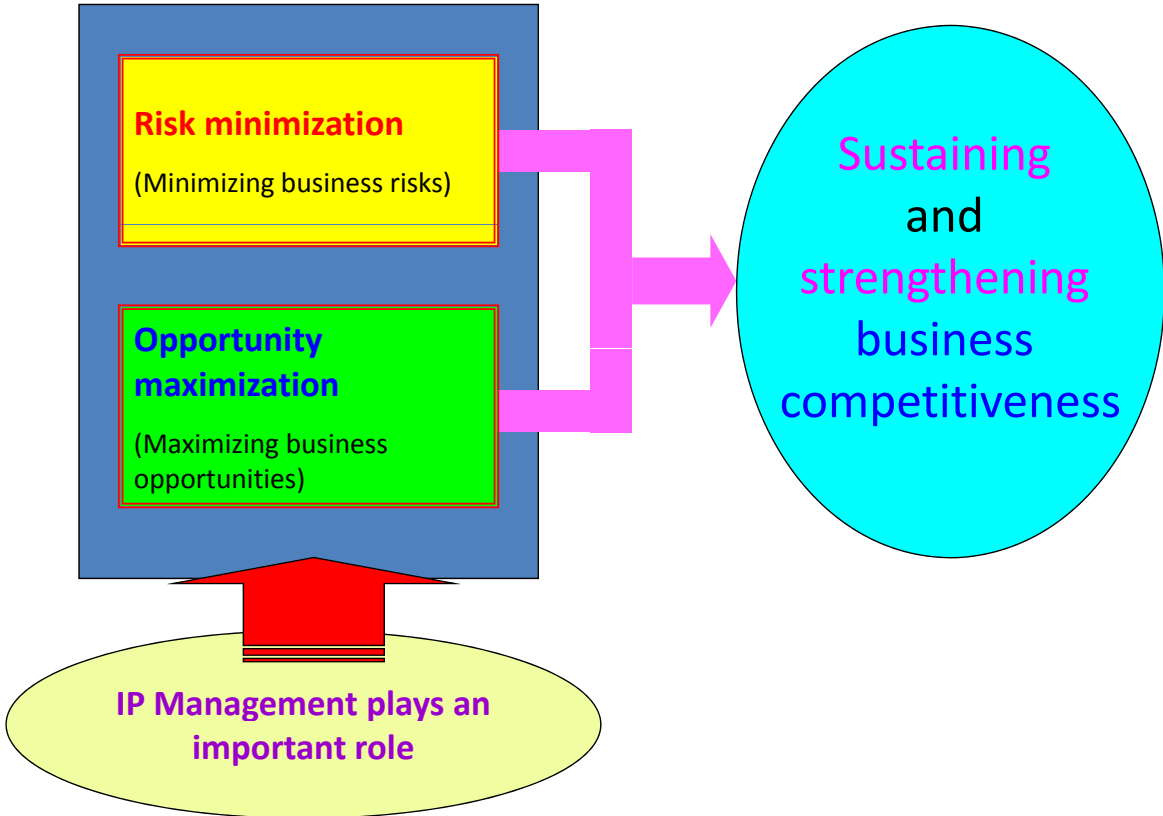 Risk minimization
(Minimizing business risks)
Opportunity
maximization
(Maximizing business
opportunities)
Sustaining
and
strengthening
business
competitiveness
IP Management plays an
important role